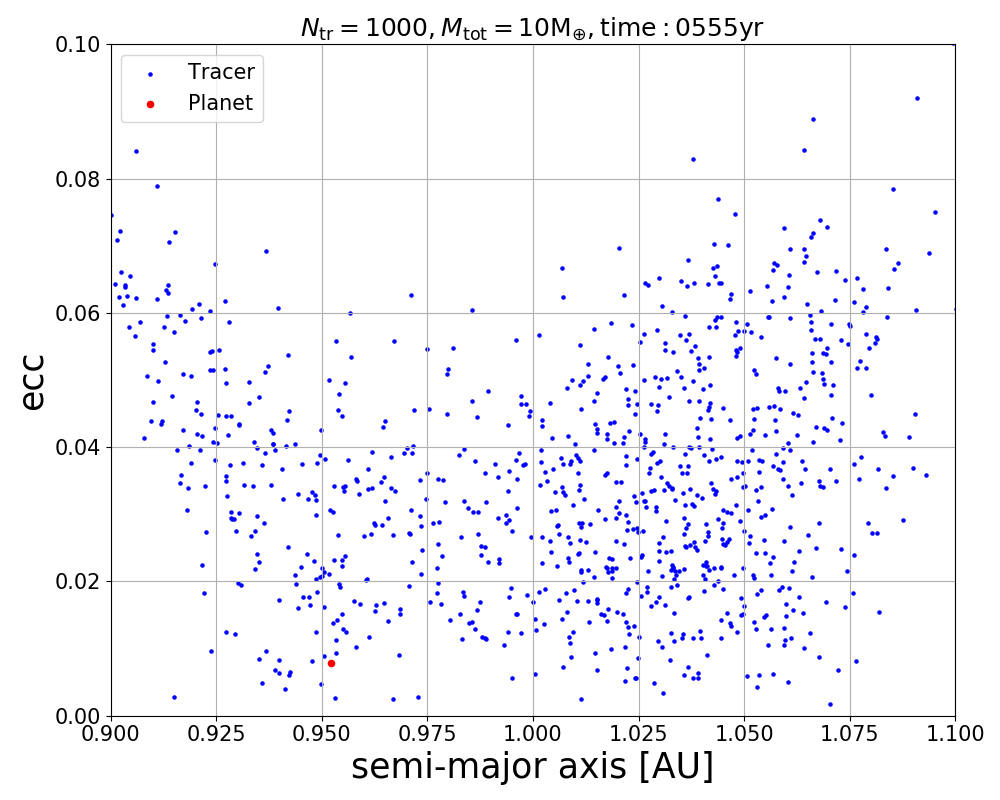 N_tr = 1000, M_tot = 10M_⊕, time : 0555yr
Tracer
Planet
0.10
0.08
0.06
0.04
0.02
0.00
ecc
0.900 0.925 0.950 0.975 1.000 1.025 1.050 1.075 1.100
semi-major axis [AU]